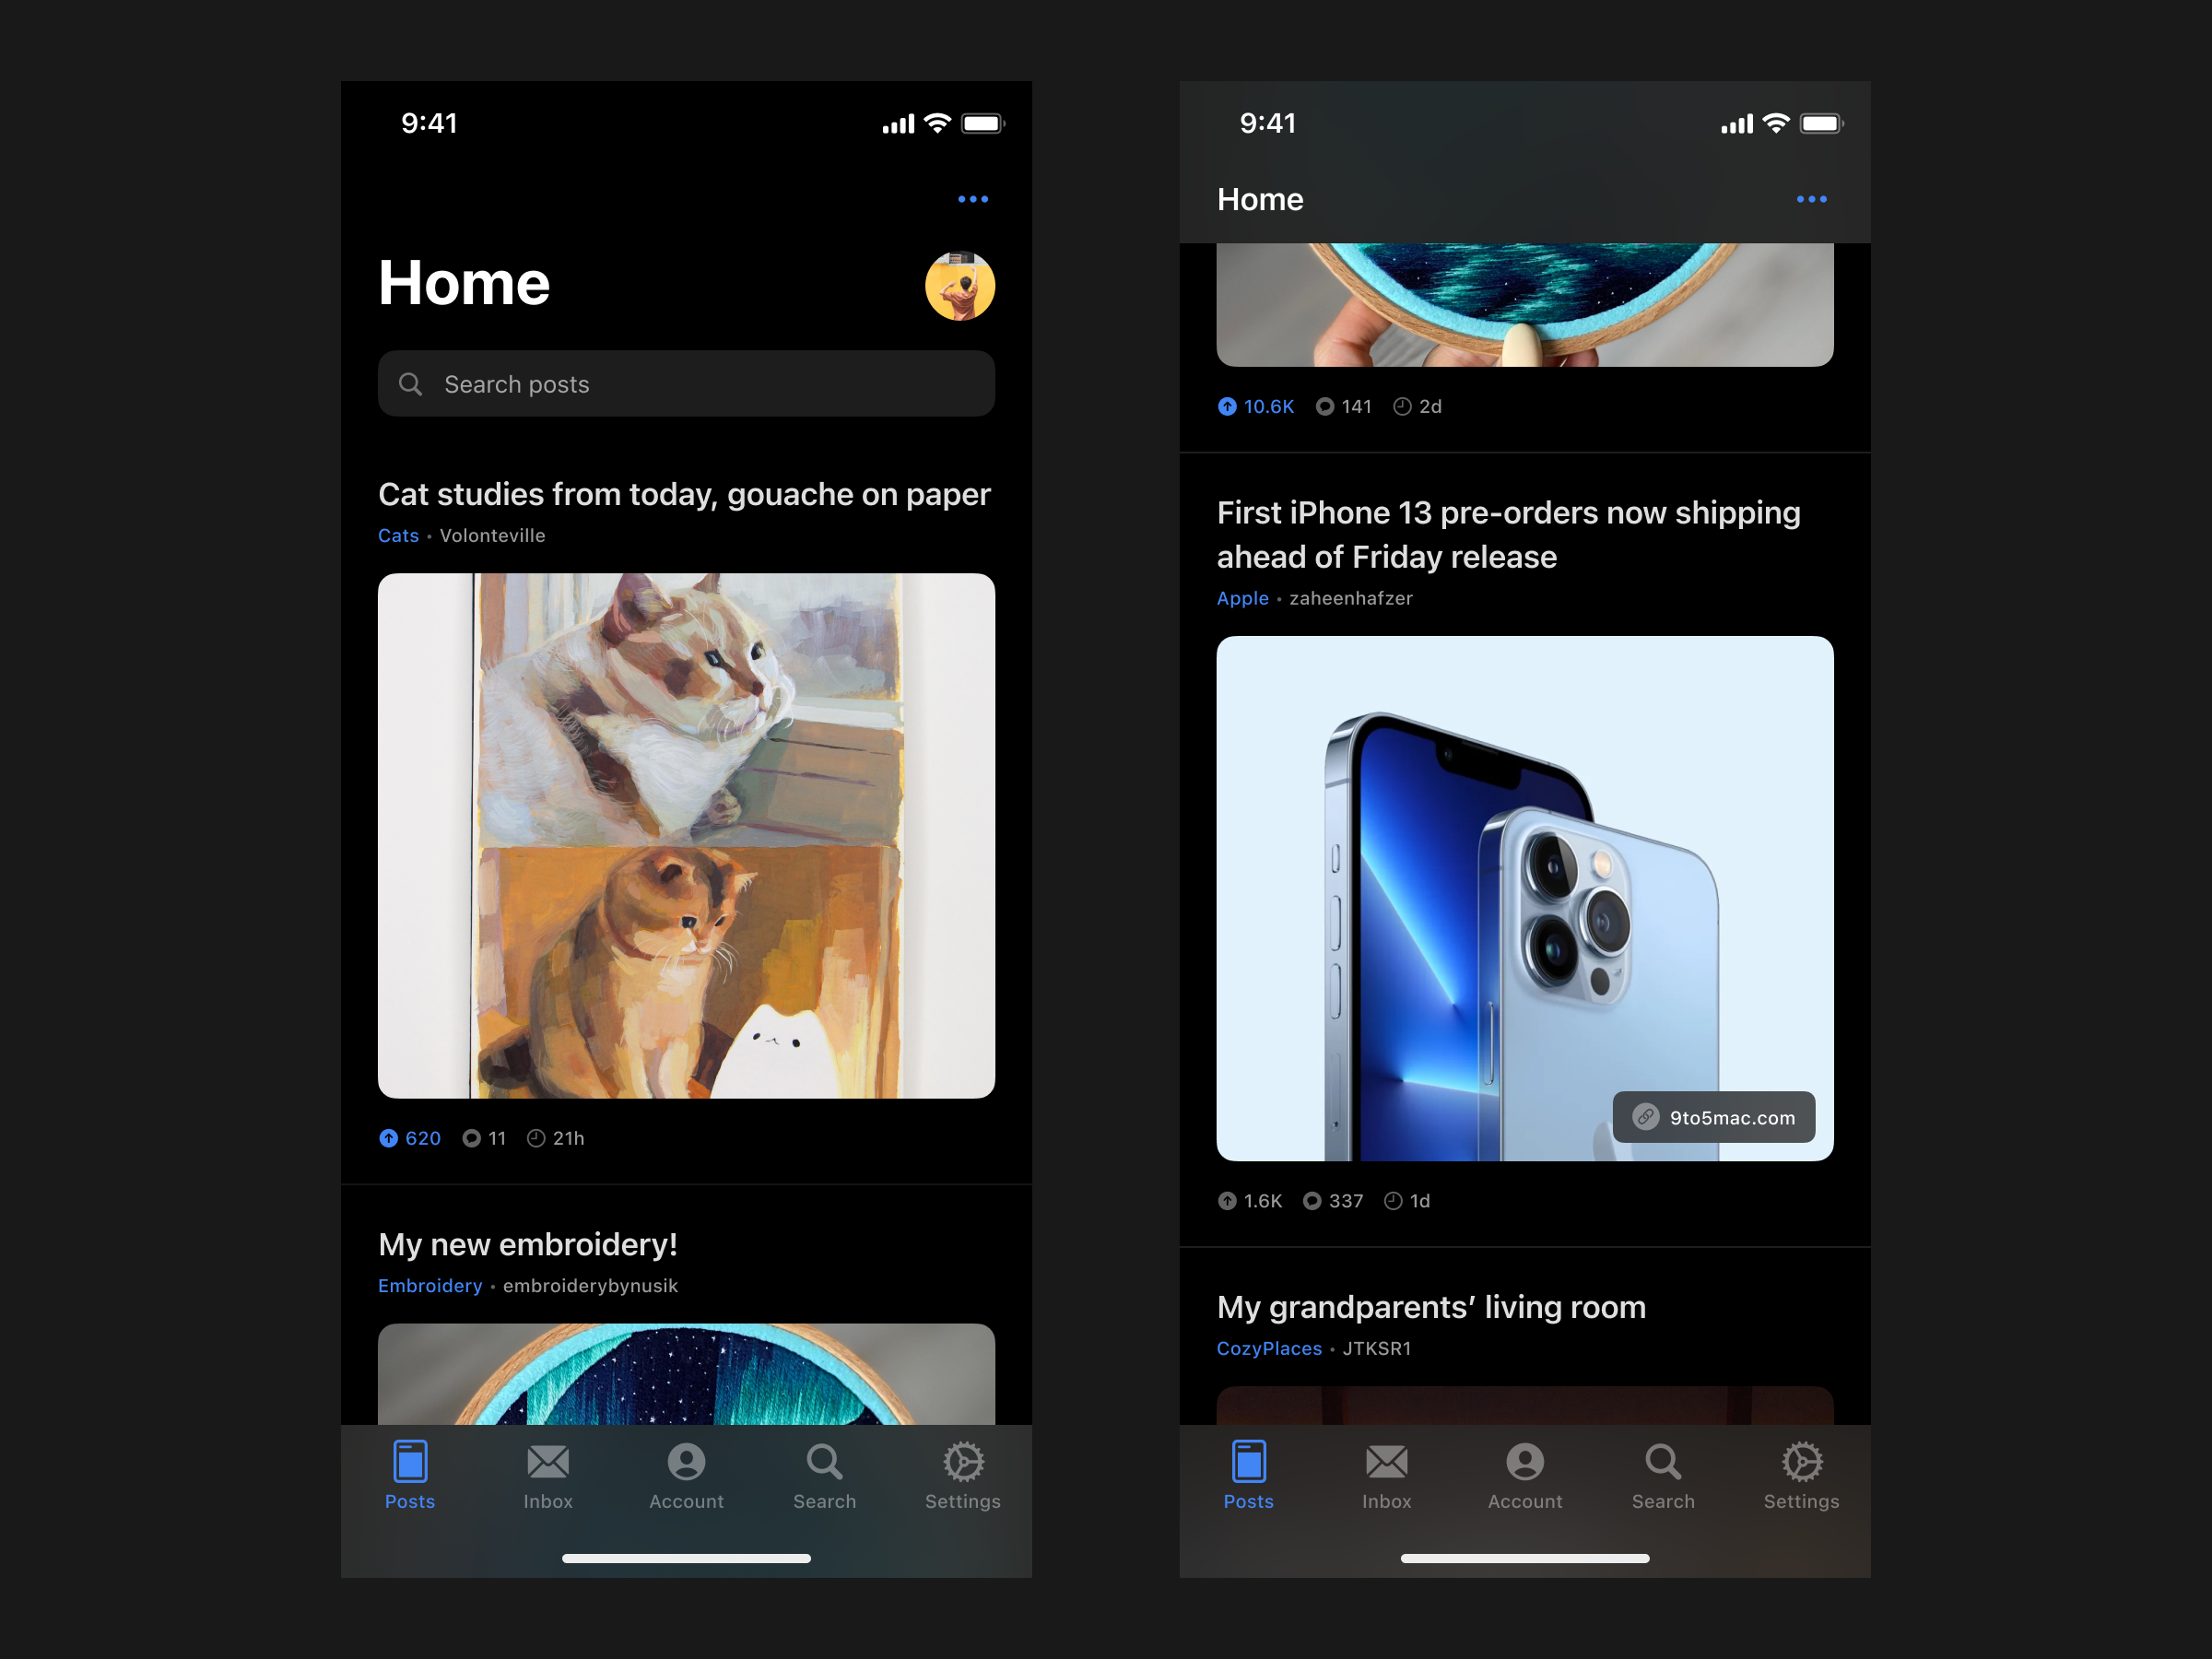 9:41
Home
Search posts
Cat studies from today, gouache on paper
Cats • Volonteville
620 11 21h
My new embroidery!
Embroidery • embroiderybynusik
Posts Inbox Account Search Settings
9:41
Home
10.6K 141 2d
First iPhone 13 pre-orders now shipping
ahead of Friday release
Apple • zaheenhafzer
9to5mac.com
1.6K 337 1d
My grandparents’ living room
CozyPlaces • JTKSR1
Posts Inbox Account Search Settings